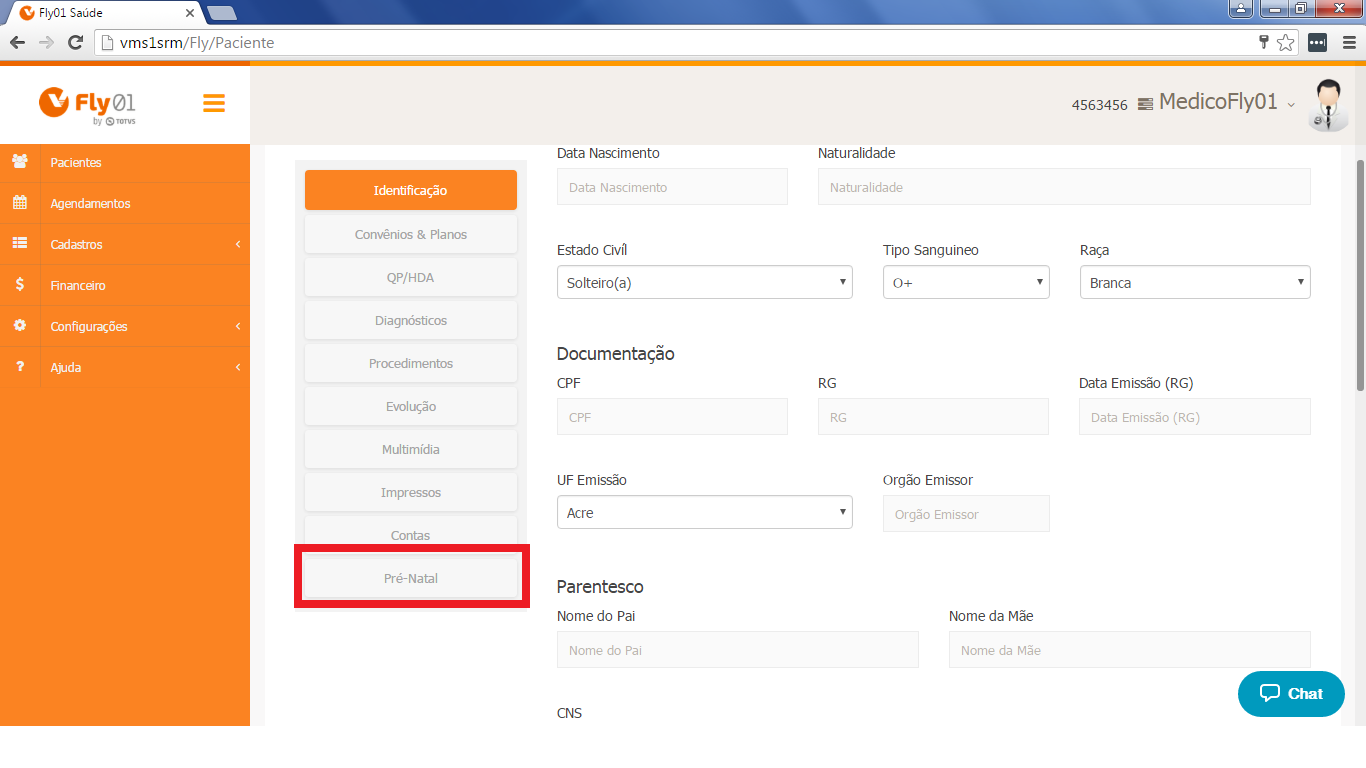 Fly01 Saúde
vms1srm/Fly/Paciente
Fly01
by TOTVS
4563456 MedicoFly01
Pacientes
Agendamentos
Cadastros
Financeiro
Configurações
Ajuda
Identificação
Convênios & Planos
QP/HDA
Diagnósticos
Procedimentos
Evolução
Multimídia
Impressos
Contas
Pré-Natal
Data Nascimento Naturalidade
Data Nascimento Naturalidade
Estado Civíl Tipo Sanguineo Raça
Solteiro(a) O+ Branca
Documentação
CPF RG Data Emissão (RG)
CPF RG Data Emissão (RG)
UF Emissão Orgão Emissor
Acre Orgão Emissor
Parentesco
Nome do Pai Nome da Mãe
Nome do Pai Nome da Mãe
CNS
Chat